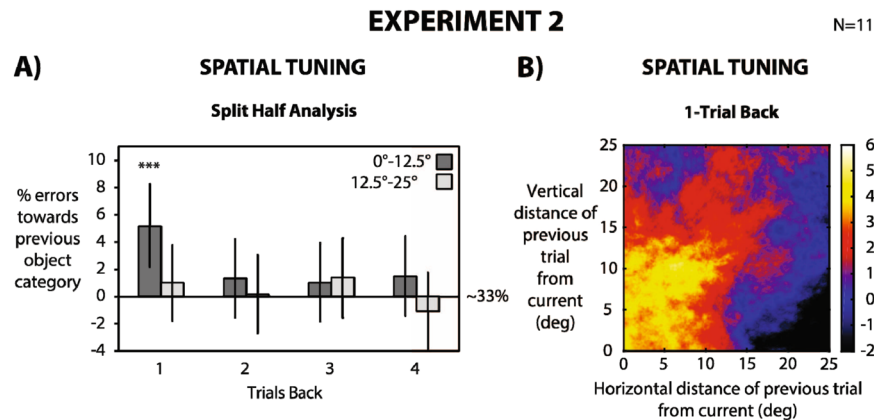 EXPERIMENT 2
N=11
A)
SPATIAL TUNING
Split Half Analysis
% errors
towards
previous
object
category
10
8
6
4
2
0
-2
-4
***
0°-12.5°
12.5°-25°
~33%
1 2 3 4
Trials Back
B)
SPATIAL TUNING
1-Trial Back
Vertical
distance of
previous
trial
from
current
(deg)
25
20
15
10
5
0
0 5 10 15 20 25
Horizontal distance of previous trial
from current (deg)
6
5
4
3
2
1
0
-1
-2